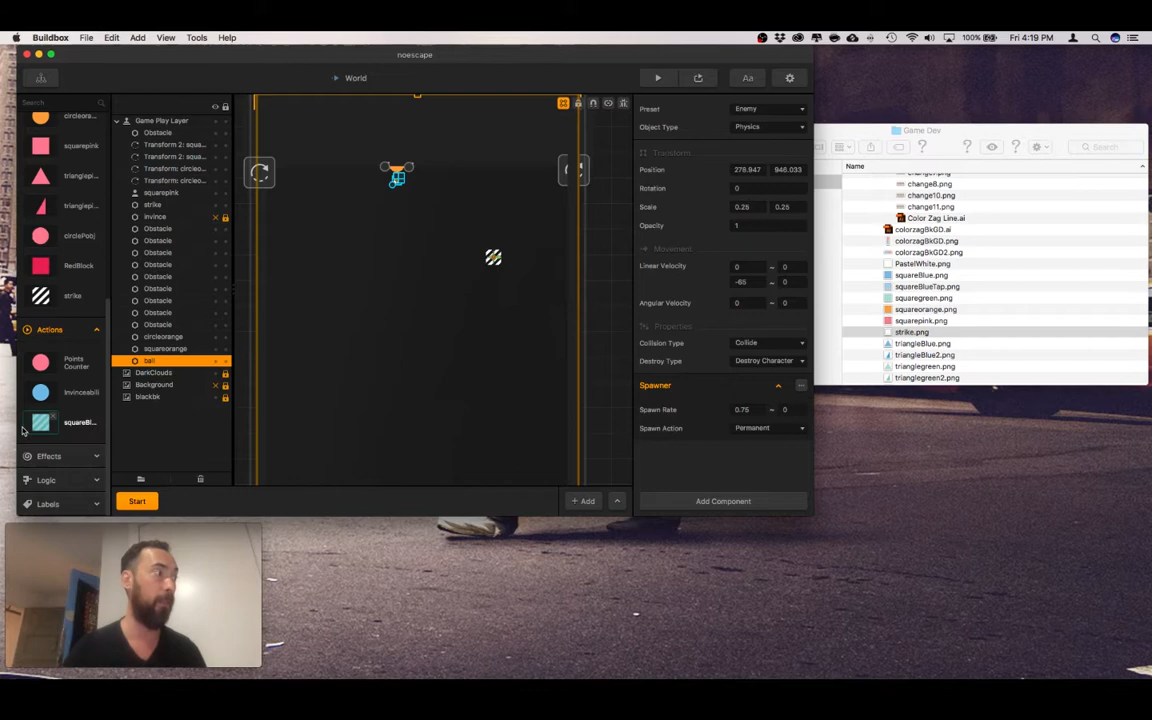 Buildbox File Edit Add View Tools Help
100% Fri 4:19 PM
noescape
World
Aa
Search
circleora...
squarepink
trianglepi...
trianglepi...
circlePobj
RedBlock
strike
Actions
Points Counter
Invinceabili
squareBl...
Effects
Logic
Labels
Game Play Layer
Obstacle
Transform 2: squa...
Transform 2: squa...
Transform: circleo...
Transform: circleo...
squarepink
strike
invince
Obstacle
Obstacle
Obstacle
Obstacle
Obstacle
Obstacle
Obstacle
Obstacle
Obstacle
circleorange
squareorange
ball
DarkClouds
Background
blackbk
Start
+ Add
Preset Enemy
Object Type Physics
Transform
Position 278.947 946.033
Rotation 0
Scale 0.25 0.25
Opacity 1
Movement
Linear Velocity 0 ~ 0
-65 ~ 0
Angular Velocity 0 ~ 0
Properties
Collision Type Collide
Destroy Type Destroy Character
Spawner
Spawn Rate 0.75 ~ 0
Spawn Action Permanent
Add Component
Game Dev
Search
Name
change8.png
change10.png
change11.png
Color Zag Line.ai
colorzagBkGD.ai
colorzagBkGD.png
colorzagBkGD2.png
PastelWhite.png
squareBlue.png
squareBlueTap.png
squaregreen.png
squareorange.png
squarepink.png
strike.png
triangleBlue.png
triangleBlue2.png
trianglegreen.png
trianglegreen2.png